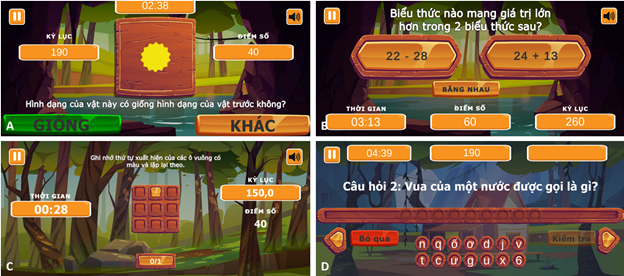 02:38
KỶ LỤC
190
ĐIỂM SỐ
40
Hình dạng của vật này có giống hình dạng của vật trước không?
GIỐNG
KHÁC
A
Biểu thức nào mang giá trị lớn
hơn trong 2 biểu thức sau?
22 - 28
24 + 13
BẰNG NHAU
THỜI GIAN
03:13
ĐIỂM SỐ
60
KỶ LỤC
260
B
Ghi nhớ thứ tự xuất hiện của các ô vuông có
màu và lặp lại theo.
THỜI GIAN
00:28
KỶ LỤC
150,0
ĐIỂM SỐ
40
0/1
C
04:39
190
Câu hỏi 2: Vua của một nước được gọi là gì?
Bỏ qua
Kiểm tra
n q ố ơ d j v
t c ư g u x 6
D